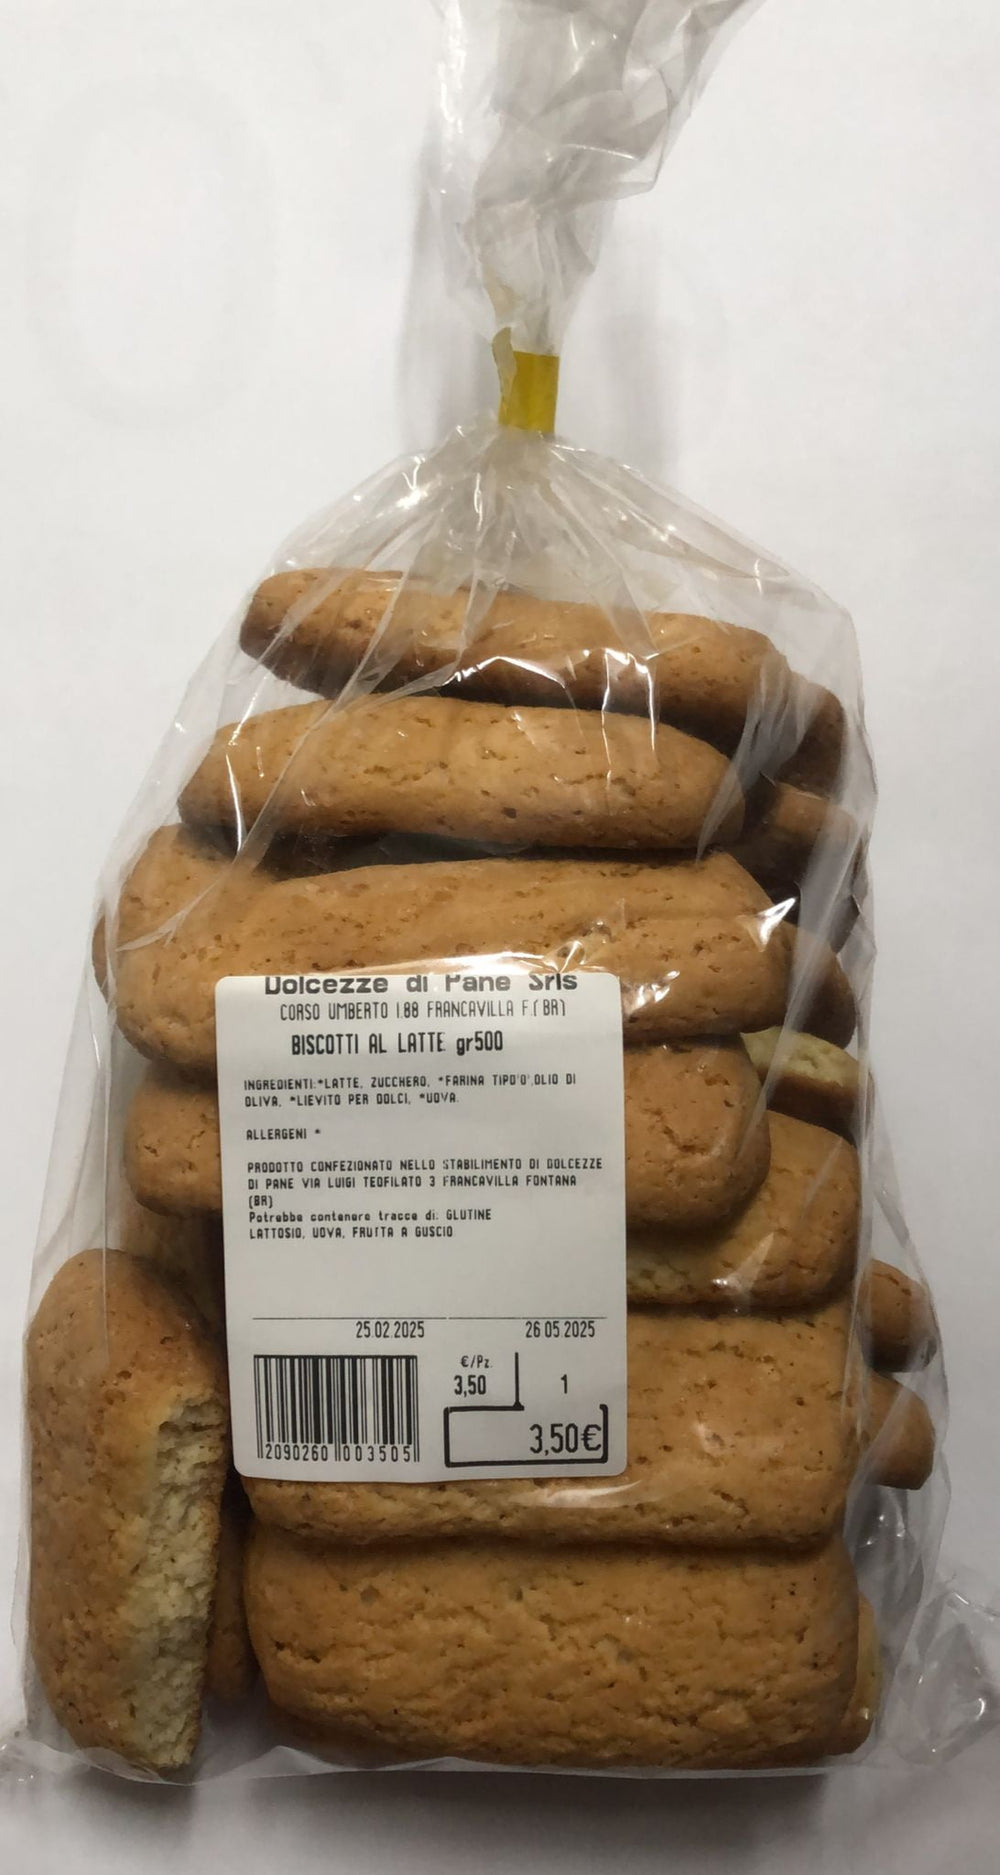 Dolcezze di Pane Srls
CORSO UMBERTO I.88 FRANCAVILLA F.(BR)
BISCOTTI AL LATTE gr500
INGREDIENTI:*LATTE, ZUCCHERO, *FARINA TIPO'0',OLIO DI
OLIVA, *LIEVITO PER DOLCI, *UOVA.
ALLERGENI *
PRODOTTO CONFEZIONATO NELLO STABILIMENTO DI DOLCEZZE
DI PANE VIA LUIGI TEOFILATO 3 FRANCAVILLA FONTANA
(BR)
Potrebbe contenere tracce di: GLUTINE
LATTOSIO, UOVA, FRUTTA A GUSCIO
25.02.2025 26.05.2025
€/Pz.
3,50 1
3,50€
2090260 003505